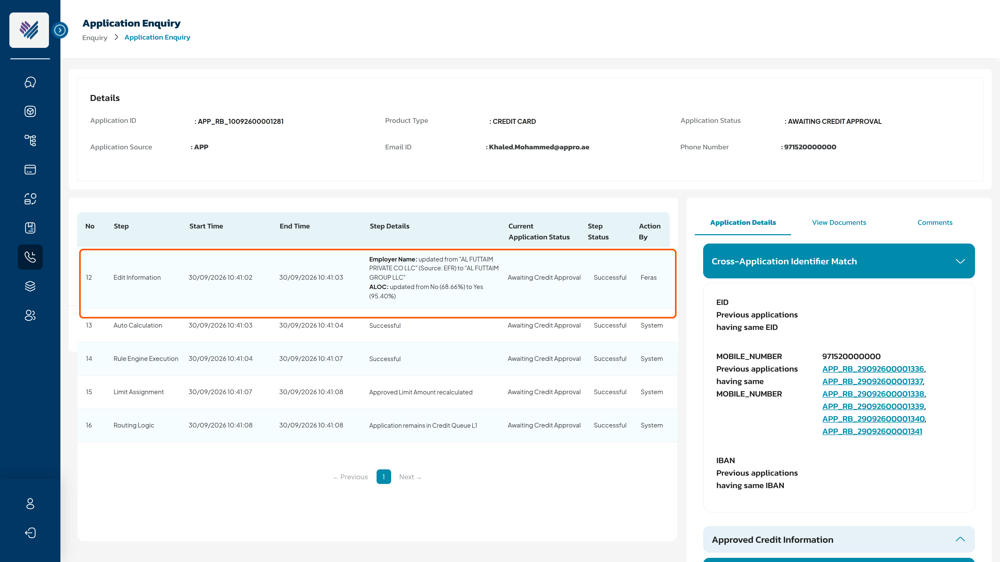 Application Enquiry
Enquiry > Application Enquiry
Details
Application ID : APP_RB_10092600001281 Product Type : CREDIT CARD Application Status : AWAITING CREDIT APPROVAL
Application Source : APP Email ID : Khaled.Mohammed@appro.ae Phone Number : 971520000000
No Step Start Time End Time Step Details Current Application Status Step Status Action By
12 Edit Information 30/09/2026 10:41:02 30/09/2026 10:41:03
Employer Name: updated from "AL FUTTAIM
PRIVATE CO LLC" (Source: EFR) to "AL FUTTAIM
GROUP LLC"
ALOC: updated from No (68.66%) to Yes
(95.40%)
Awaiting Credit Approval Successful Feras
13 Auto Calculation 30/09/2026 10:41:03 30/09/2026 10:41:04 Successful Awaiting Credit Approval Successful System
14 Rule Engine Execution 30/09/2026 10:41:04 30/09/2026 10:41:07 Successful Awaiting Credit Approval Successful System
15 Limit Assignment 30/09/2026 10:41:07 30/09/2026 10:41:08 Approved Limit Amount recalculated Awaiting Credit Approval Successful System
16 Routing Logic 30/09/2026 10:41:08 30/09/2026 10:41:08 Application remains in Credit Queue L1 Awaiting Credit Approval Successful System
← Previous 1 Next →
Application Details View Documents Comments
Cross-Application Identifier Match
EID
Previous applications
having same EID
MOBILE_NUMBER 971520000000
Previous applications APP_RB_29092600001336,
having same APP_RB_29092600001337,
MOBILE_NUMBER APP_RB_29092600001338,
APP_RB_29092600001339,
APP_RB_29092600001340,
APP_RB_29092600001341
IBAN
Previous applications
having same IBAN
Approved Credit Information